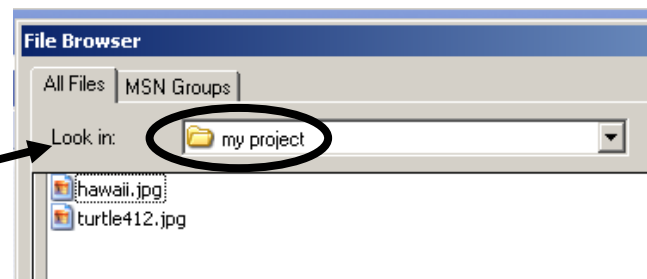 File Browser
All Files MSN Groups
Look in: my project
hawaii.jpg
turtle412.jpg